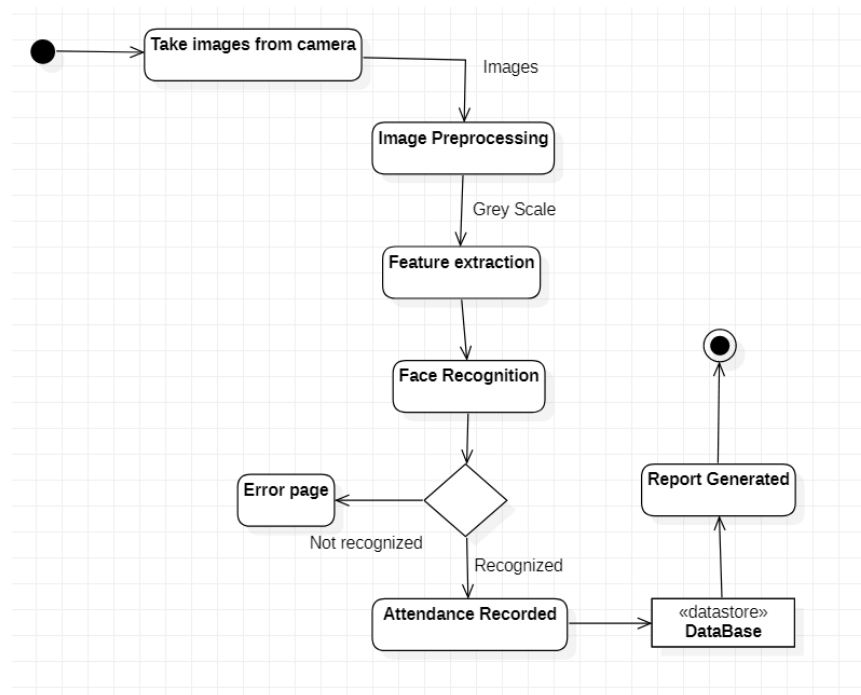 Take images from camera
Images
Image Preprocessing
Grey Scale
Feature extraction
Face Recognition
Error page
Not recognized
Recognized
Attendance Recorded
«datastore»
DataBase
Report Generated